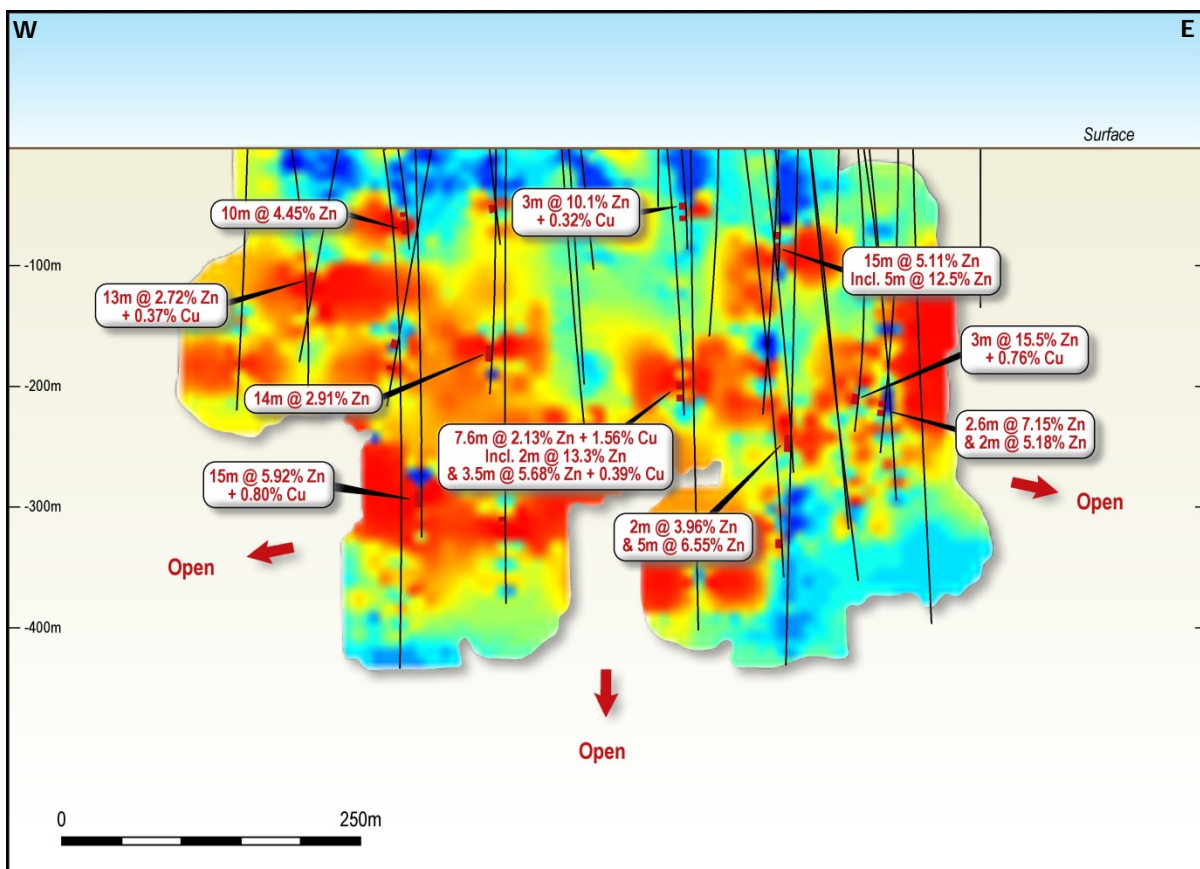 W
E
Surface
10m @ 4.45% Zn
3m @ 10.1% Zn
+ 0.32% Cu
15m @ 5.11% Zn
Incl. 5m @ 12.5% Zn
-100m
13m @ 2.72% Zn
+ 0.37% Cu
3m @ 15.5% Zn
+ 0.76% Cu
-200m
14m @ 2.91% Zn
7.6m @ 2.13% Zn + 1.56% Cu
Incl. 2m @ 13.3% Zn
& 3.5m @ 5.68% Zn + 0.39% Cu
2.6m @ 7.15% Zn
& 2m @ 5.18% Zn
15m @ 5.92% Zn
+ 0.80% Cu
-300m
2m @ 3.96% Zn
& 5m @ 6.55% Zn
Open
Open
-400m
Open
0
250m